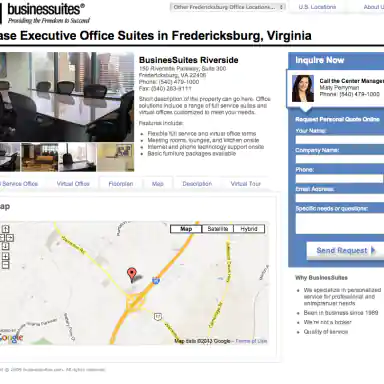 businessuites®
Providing the Freedom to Succeed
Other Fredericksburg Office Locations...
U.S. Locations
About U
ase Executive Office Suites in Fredericksburg, Virginia
BusinesSuites Riverside
150 Riverside Parkway, Suite 300
Fredericksburg, VA 22406
Phone: (540) 479-1000
Fax: (540) 283-9111
Short description of the property can go here. Office
solutions include a range of full service suites and
virtual offices customized to meet your needs.
Features include:
Flexible full service and virtual office terms
Meeting rooms, lounges, and kitchen onsite
Internet and phone technology support onsite
Basic furniture packages available
Inquire Now
Call the Center Manager
Misty Perryman
Phone: (540) 479-1000
Request Personal Quote Online
Your Name:
Company Name:
Phone:
Email Address:
Specific needs or questions:
Send Request
Service Office
Virtual Office
Floorplan
Map
Description
Virtual Tour
ap
Map
Satellite
Hybrid
Google
Map data ©2013 Google - Terms of Use
Why BusinesSuites
We specialize in personalized
service for professional and
entrepreneur needs
Been in business since 1989
We're not a broker
Quality of service
businessuites.com. All rights reserved.